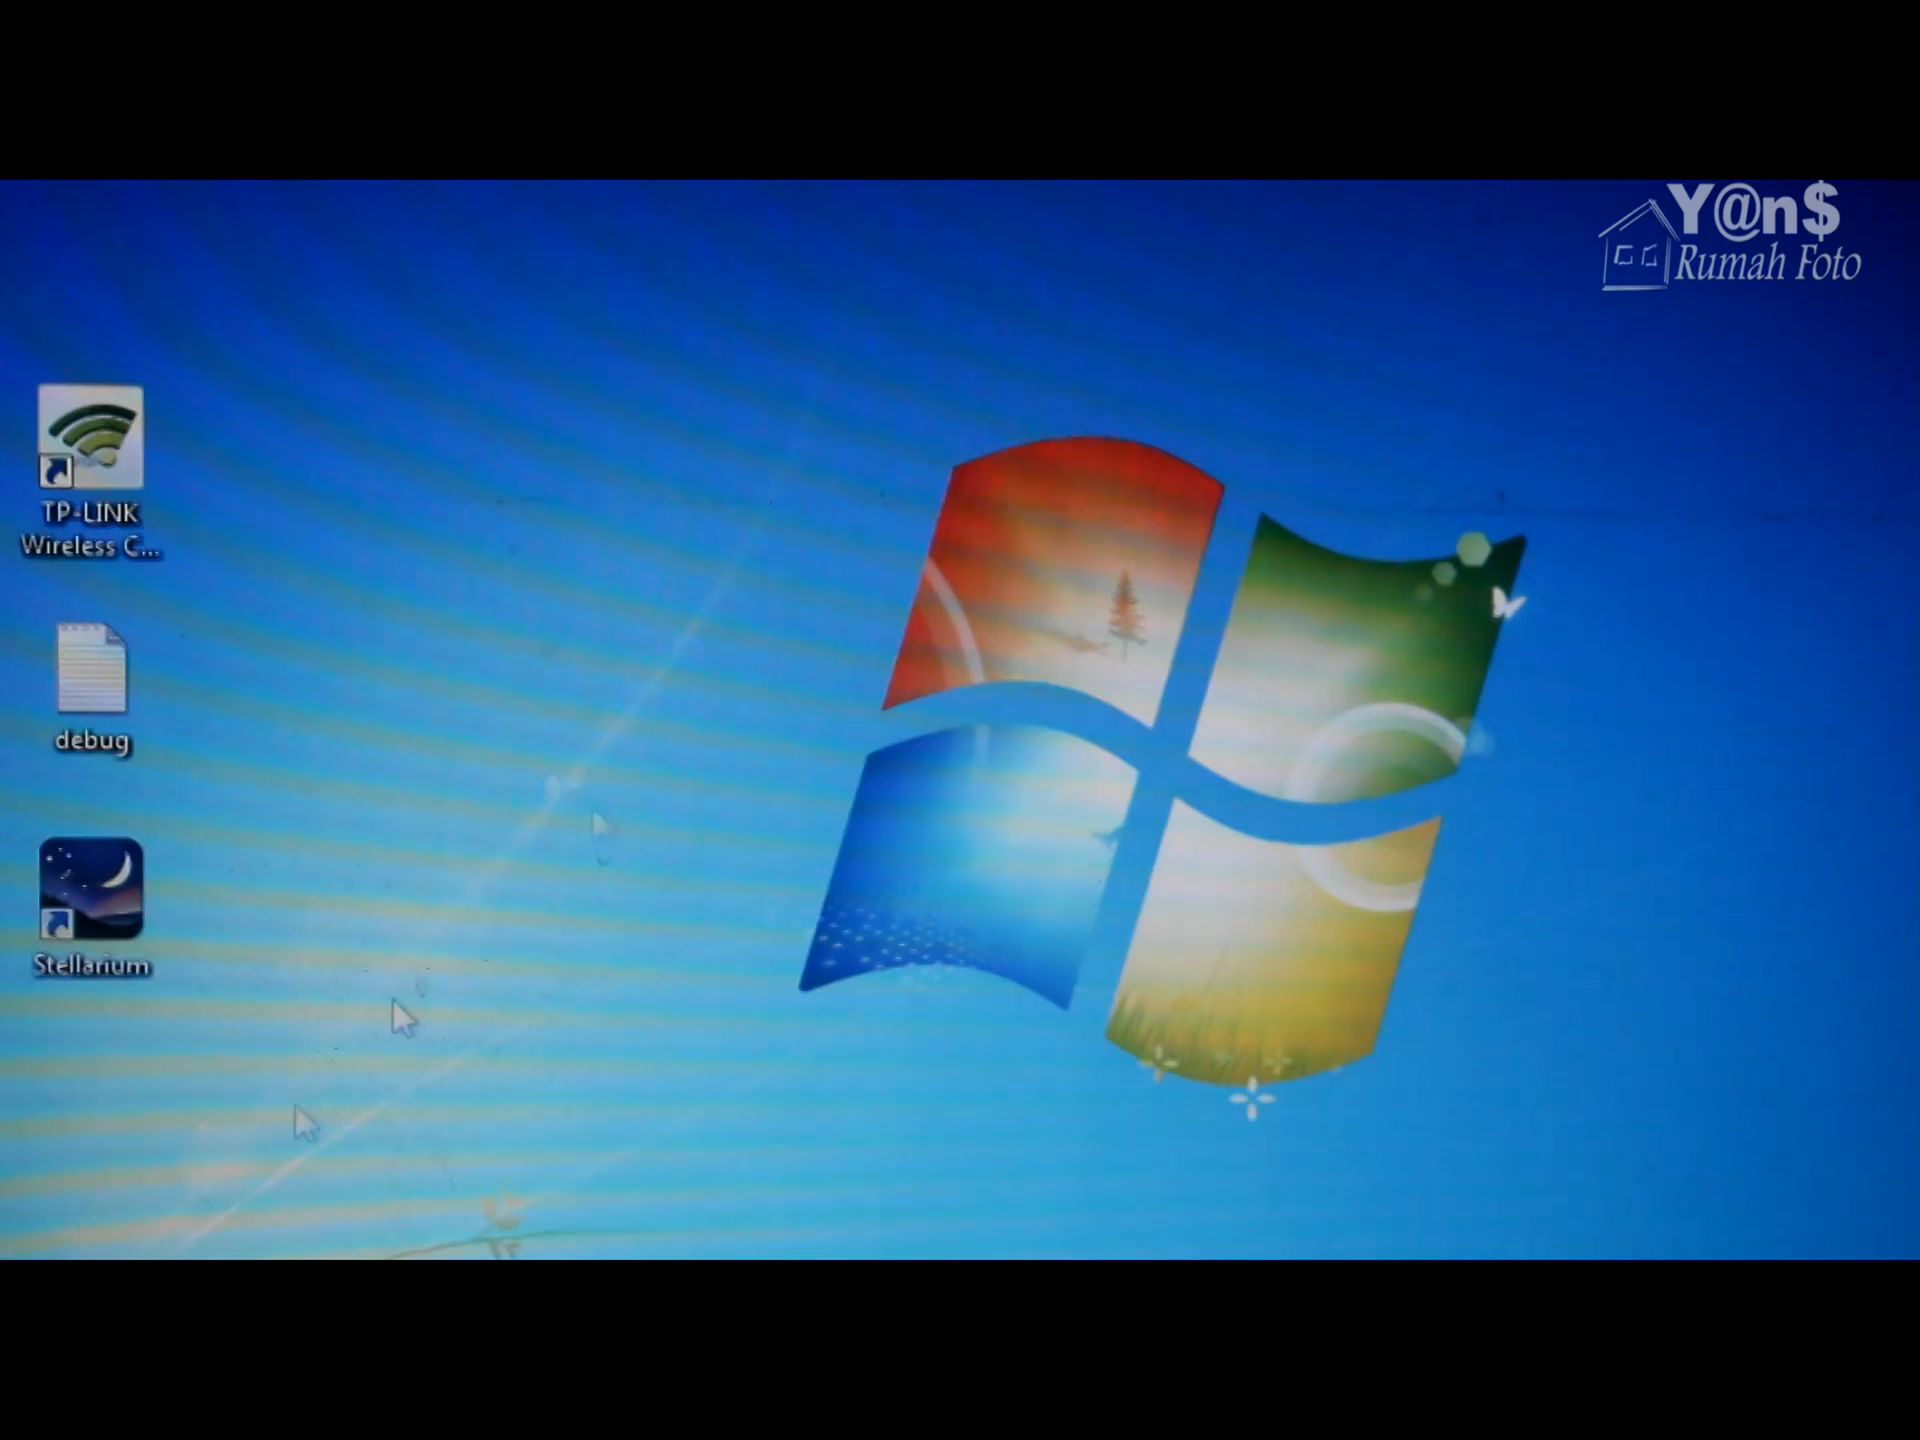 Y@n$
Rumah Foto
TP-LINK
Wireless C...
debug
Stellarium